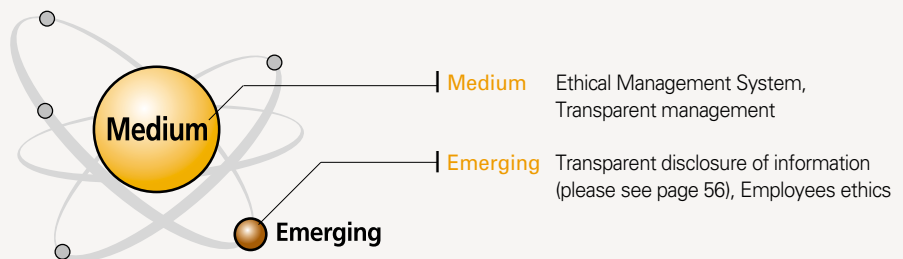 Medium
Medium Ethical Management System,
Transparent management
Emerging Transparent disclosure of information
(please see page 56), Employees ethics
Emerging